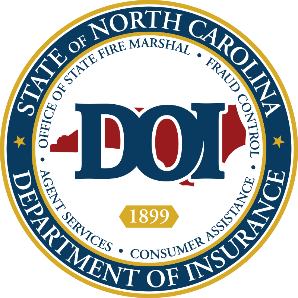 STATE OF NORTH CAROLINA
OFFICE OF STATE FIRE MARSHAL • FRAUD CONTROL •
DOI
1899
• AGENT SERVICES • CONSUMER ASSISTANCE •
DEPARTMENT OF INSURANCE